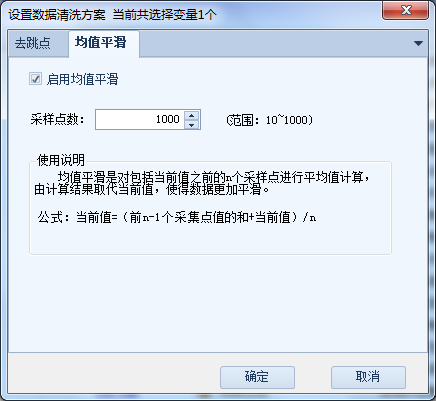 设置数据清洗方案 当前共选择变量1个
去跳点
均值平滑
启用均值平滑
采样点数： 1000 （范围：10~1000）
使用说明
均值平滑是对包括当前值之前的n个采样点进行平均值计算，
由计算结果取代当前值，使得数据更加平滑。
公式：当前值=（前n-1个采集点值的和+当前值）/n
确定 取消